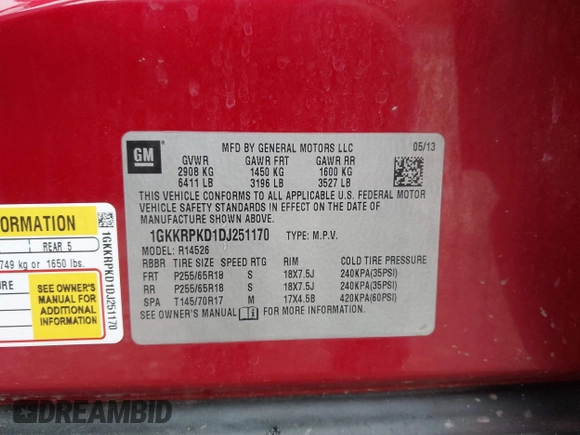 GM
MFD BY GENERAL MOTORS LLC
05/13
GVWR GAWR FRT GAWR RR
2908 KG 1450 KG 1600 KG
6411 LB 3196 LB 3527 LB
THIS VEHICLE CONFORMS TO ALL APPLICABLE U.S. FEDERAL MOTOR
VEHICLE SAFETY STANDARDS IN EFFECT ON THE DATE OF
MANUFACTURE SHOWN ABOVE.
1GKKRPKD1DJ251170 TYPE: M.P.V.
MODEL: R14526
RBBR TIRE SIZE SPEED RTG RIM COLD TIRE PRESSURE
FRT P255/65R18 S 18X7.5J 240KPA(35PSI)
RR P255/65R18 S 18X7.5J 240KPA(35PSI)
SPA T145/70R17 M 17X4.5B 420KPA(60PSI)
SEE OWNER'S MANUAL FOR MORE INFORMATION.
REAR 5
749 kg or 1650 lbs.
SEE OWNER'S
MANUAL FOR
ADDITIONAL
INFORMATION
1GKKRPKD1DJ251170
DREAMBID